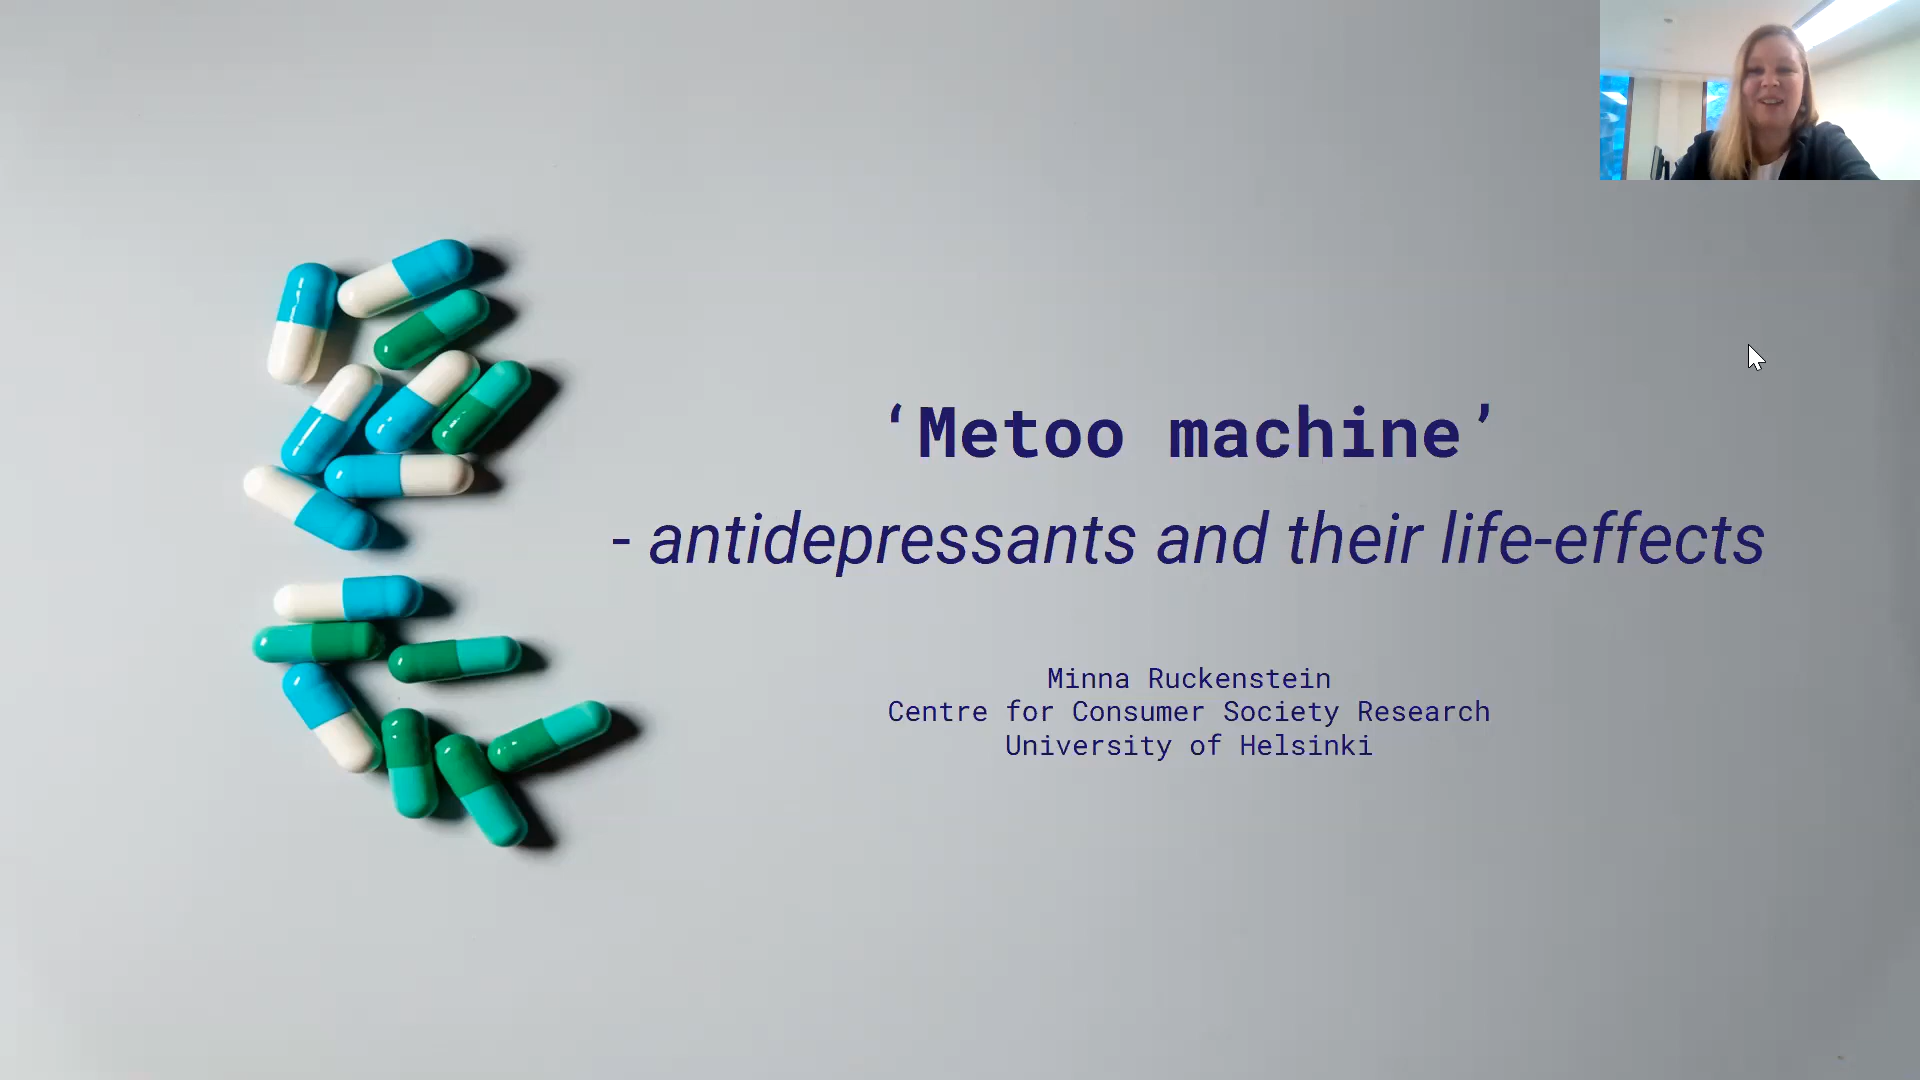 ‘Metoo machine’
- antidepressants and their life-effects
Minna Ruckenstein
Centre for Consumer Society Research
University of Helsinki